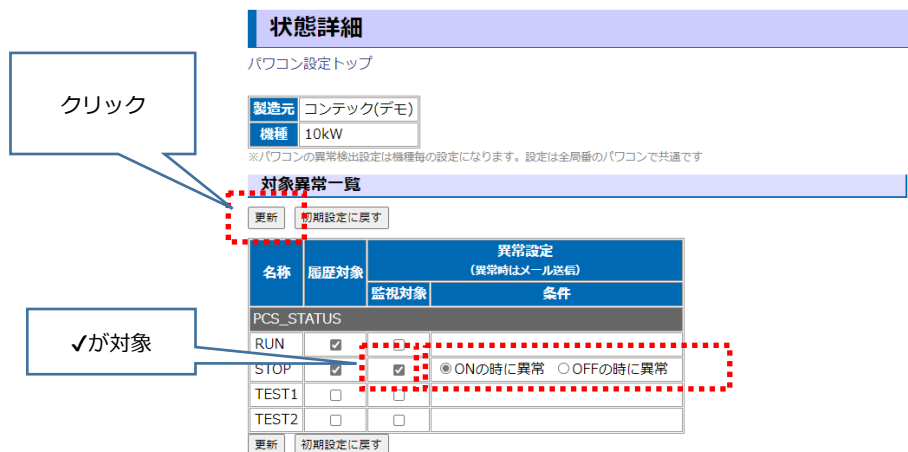 状態詳細
パワコン設定トップ
クリック
製造元 コンテック(デモ)
機種 10kW
※パワコンの異常検出設定は機種毎の設定になります。設定は全局番のパワコンで共通です
対象異常一覧
更新 初期設定に戻す
名称 履歴対象 異常設定
(異常時はメール送信)
監視対象 条件
PCS_STATUS
✔が対象
RUN
STOP ONの時に異常 OFFの時に異常
TEST1
TEST2
更新 初期設定に戻す